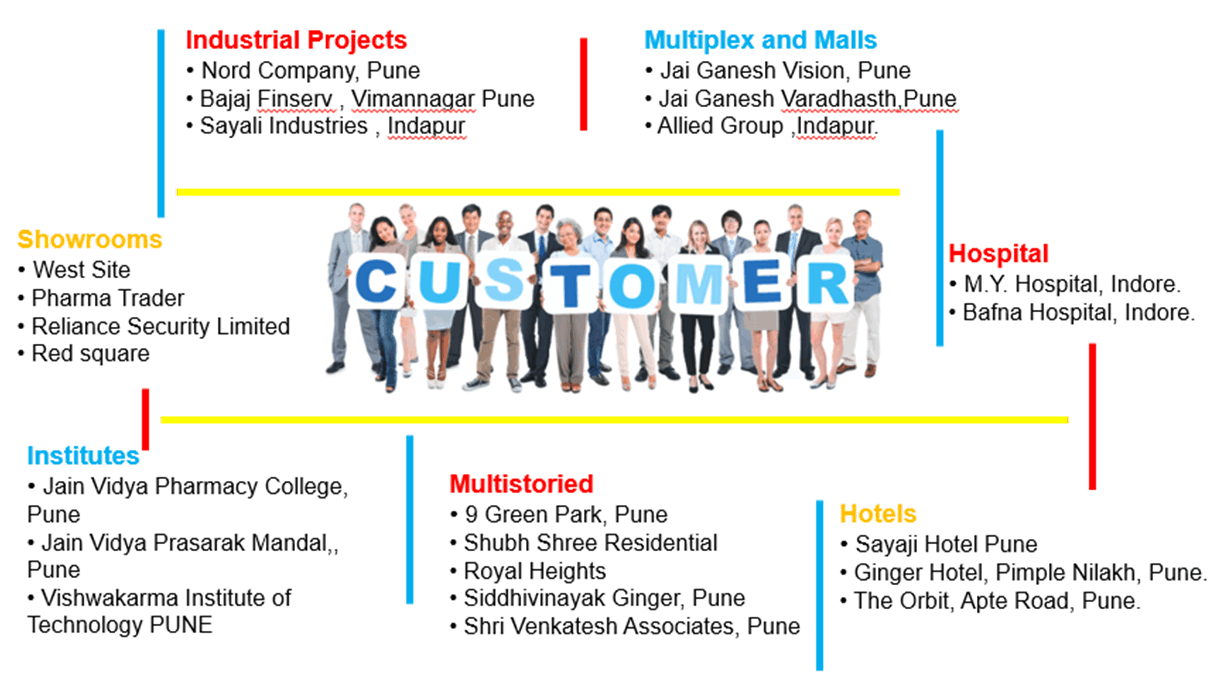 Industrial Projects
• Nord Company, Pune
• Bajaj Finserv , Vimannagar Pune
• Sayali Industries , Indapur
Multiplex and Malls
• Jai Ganesh Vision, Pune
• Jai Ganesh Varadhasth,Pune
• Allied Group ,Indapur.
Showrooms
• West Site
• Pharma Trader
• Reliance Security Limited
• Red square
CUSTOMER
Hospital
• M.Y. Hospital, Indore.
• Bafna Hospital, Indore.
Institutes
• Jain Vidya Pharmacy College,
Pune
• Jain Vidya Prasarak Mandal,,
Pune
• Vishwakarma Institute of
Technology PUNE
Multistoried
• 9 Green Park, Pune
• Shubh Shree Residential
• Royal Heights
• Siddhivinayak Ginger, Pune
• Shri Venkatesh Associates, Pune
Hotels
• Sayaji Hotel Pune
• Ginger Hotel, Pimple Nilakh, Pune.
• The Orbit, Apte Road, Pune.